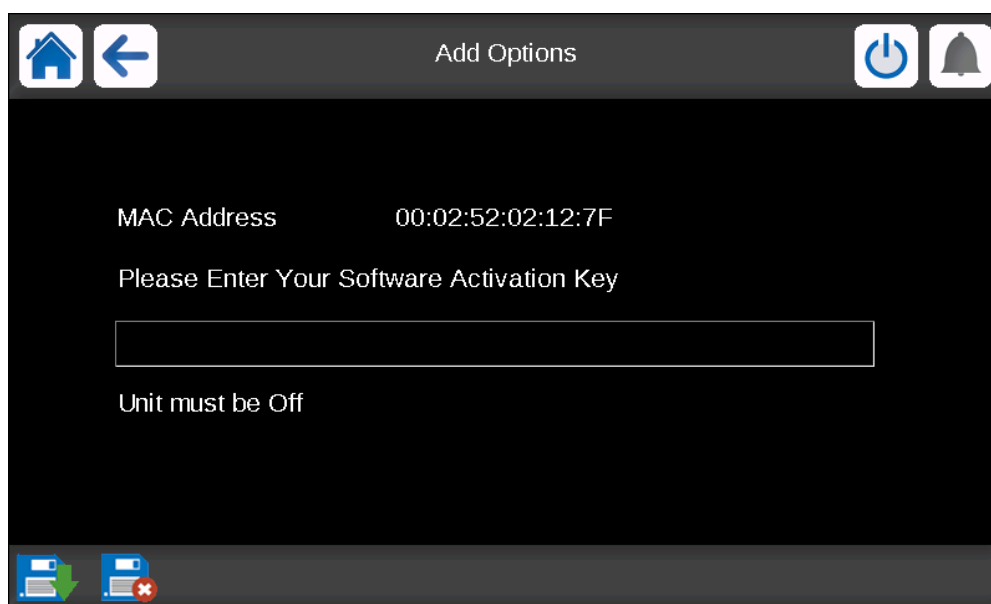 Add Options
MAC Address 00:02:52:02:12:7F
Please Enter Your Software Activation Key
Unit must be Off